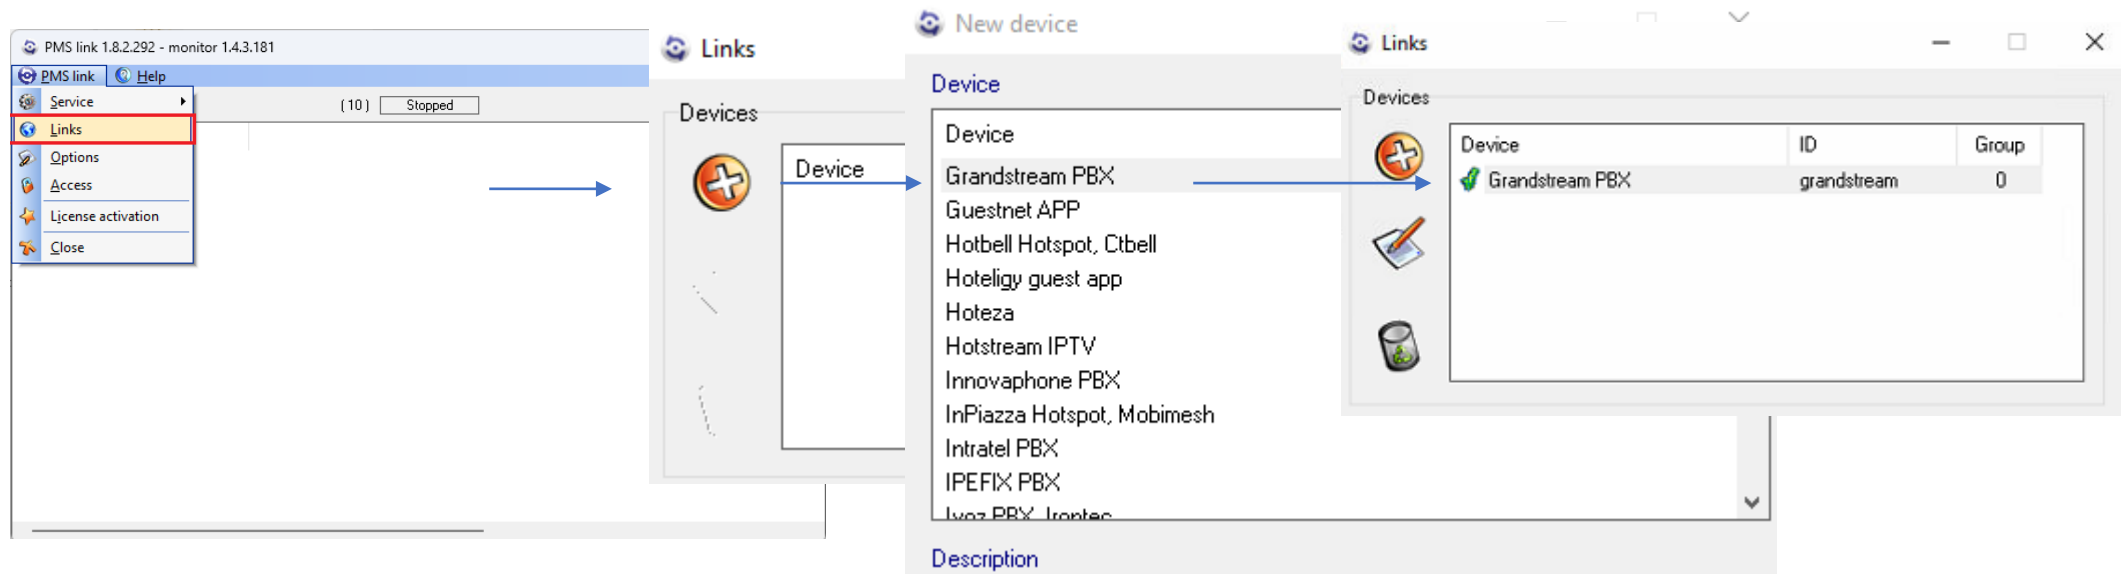 PMS link 1.8.2.292 - monitor 1.4.3.181
PMS link Help
Service
(10) Stopped
Links
Options
Access
License activation
Close
Links
Devices
Device
New device
Device
Device
Grandstream PBX
Guestnet APP
Hotbell Hotspot, Ctbell
Hoteligy guest app
Hoteza
Hotstream IPTV
Innovaphone PBX
InPiazza Hotspot, Mobimesh
Intratel PBX
IPEFIX PBX
Ivoz PBX, Irontec
Description
Links
Devices
Device ID Group
Grandstream PBX grandstream 0